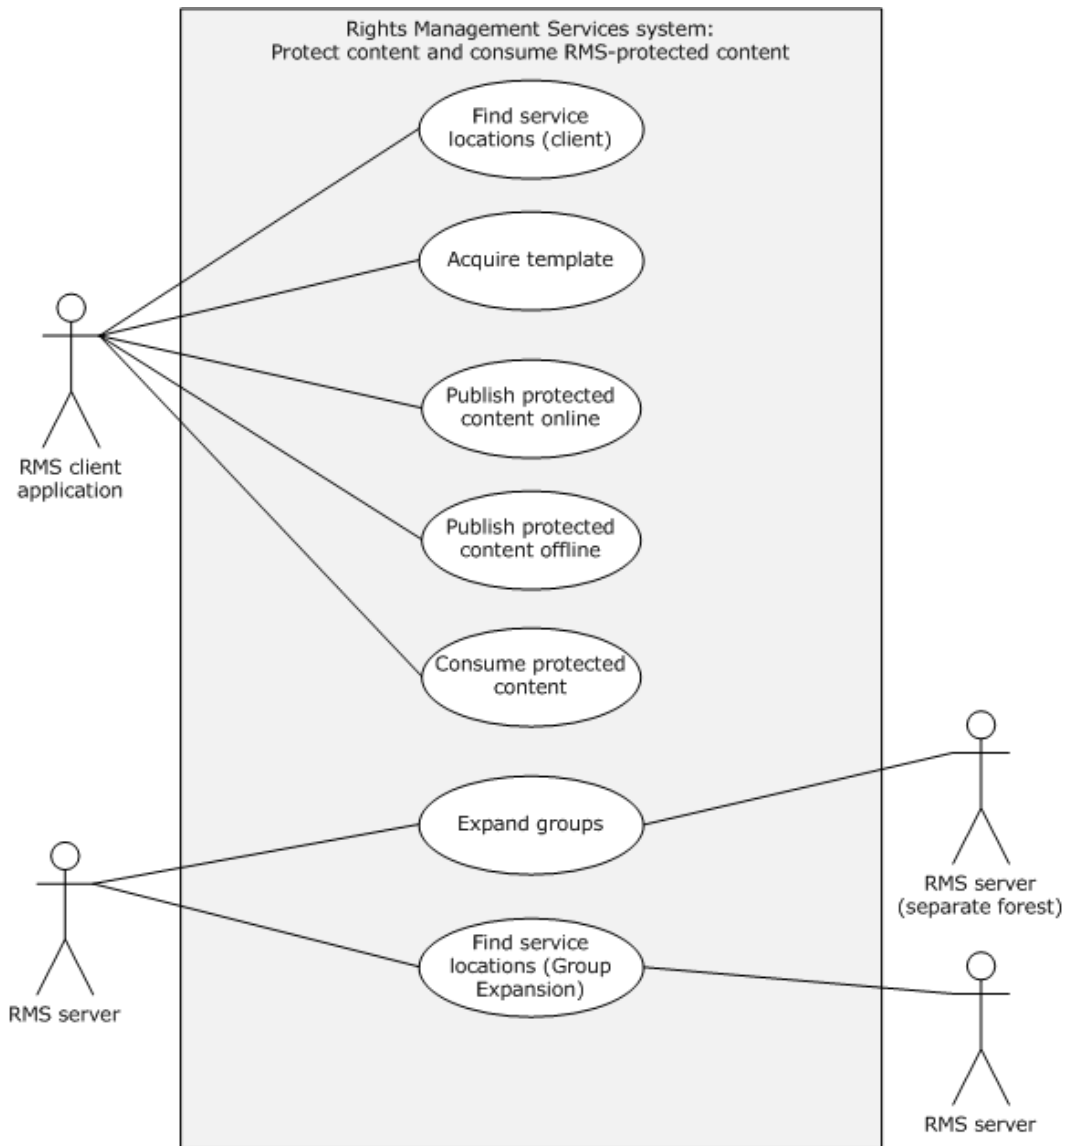 Rights Management Services system:
Protect content and consume RMS-protected content
Find service
locations (client)
Acquire template
Publish protected
content online
RMS client
application
Publish protected
content offline
Consume protected
content
Expand groups
RMS server
(separate forest)
Find service
locations (Group
Expansion)
RMS server
RMS server